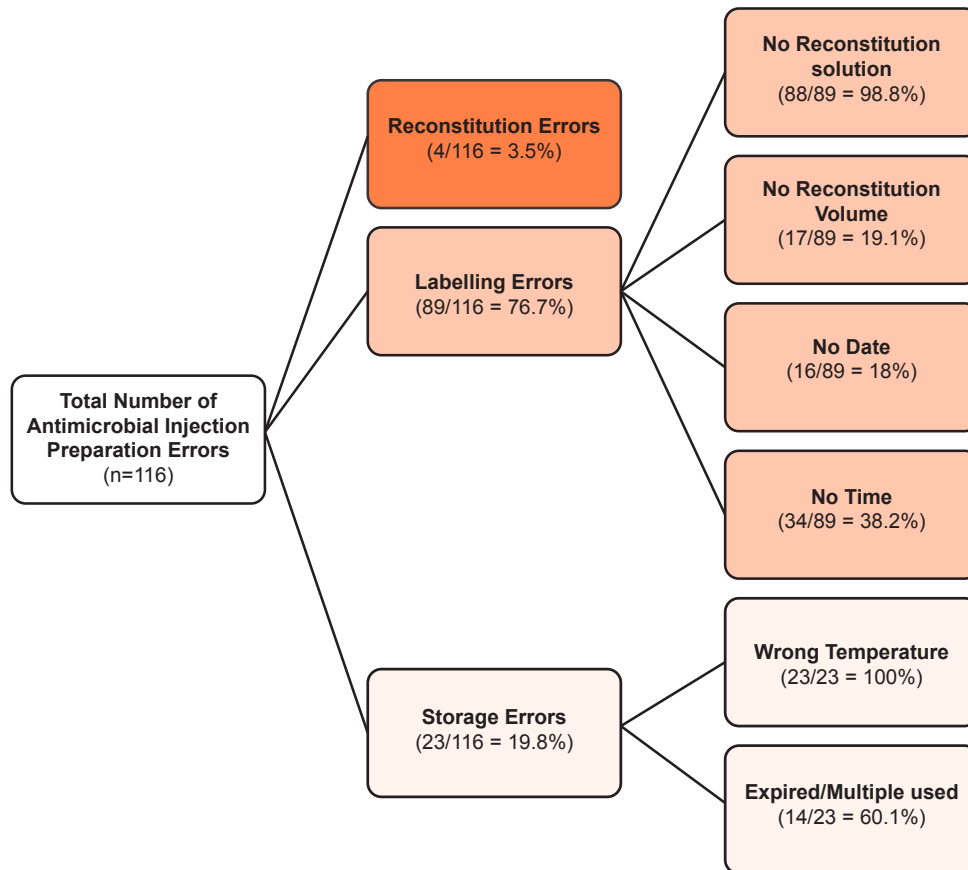 Total Number of
Antimicrobial Injection
Preparation Errors
(n=116)
Reconstitution Errors
(4/116 = 3.5%)
Labelling Errors
(89/116 = 76.7%)
Storage Errors
(23/116 = 19.8%)
No Reconstitution
solution
(88/89 = 98.8%)
No Reconstitution
Volume
(17/89 = 19.1%)
No Date
(16/89 = 18%)
No Time
(34/89 = 38.2%)
Wrong Temperature
(23/23 = 100%)
Expired/Multiple used
(14/23 = 60.1%)